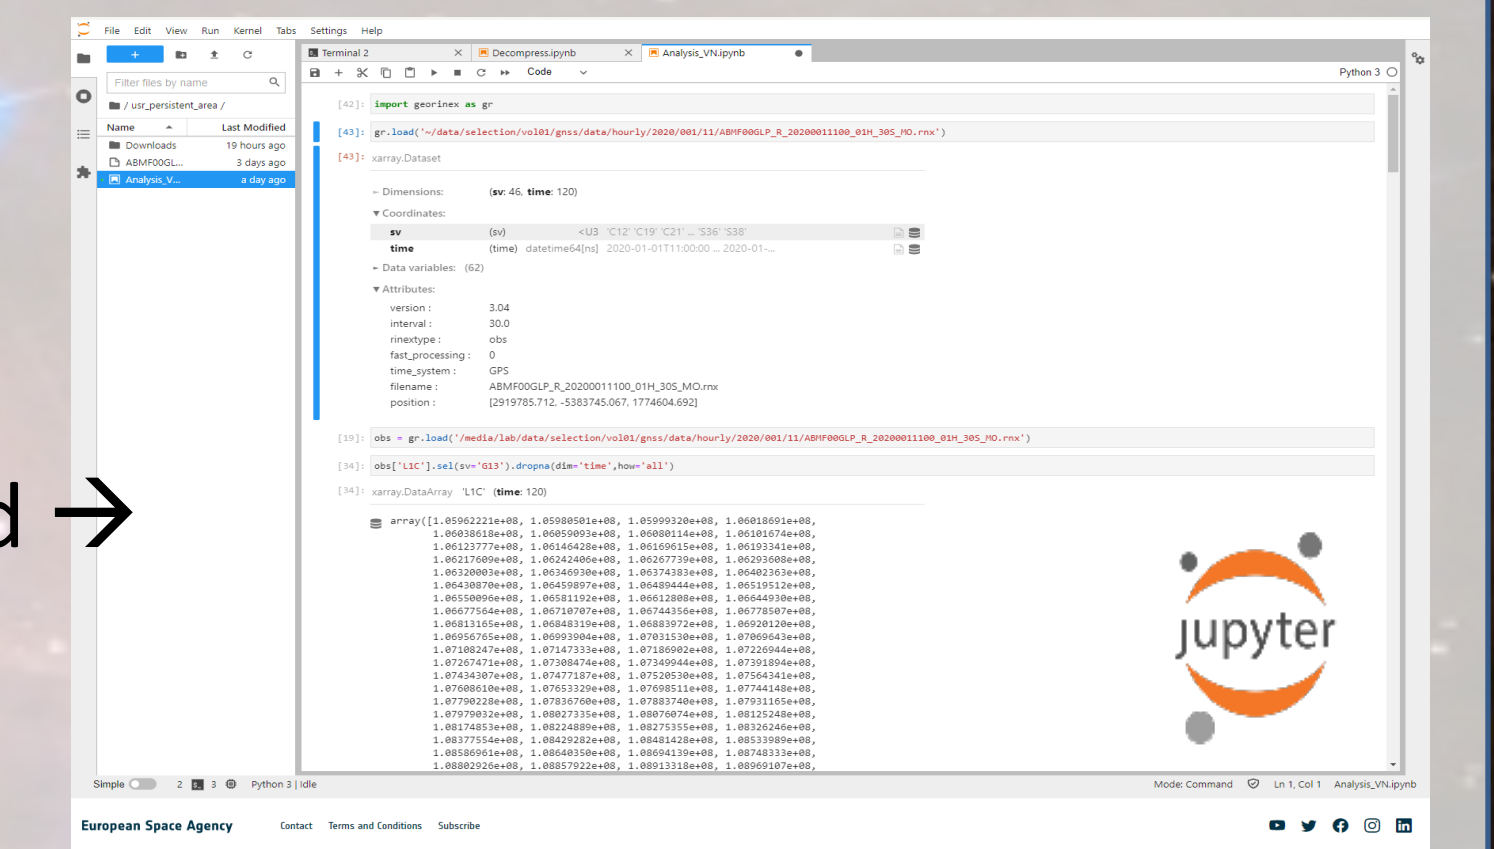 File Edit View Run Kernel Tabs Settings Help
Terminal 2 Decompress.ipynb Analysis_VN.ipynb
Code Python 3
Filter files by name
/ usr_persistent_area /
Name Last Modified
Downloads 19 hours ago
ABMF00GL... 3 days ago
Analysis_V... a day ago
[42]: import georinex as gr
[43]: gr.load('~/data/selection/vol01/gnss/data/hourly/2020/001/11/ABMF00GLP_R_20200011100_01H_30S_MO.rnx')
[43]: xarray.Dataset
Dimensions: (sv: 46, time: 120)
Coordinates:
sv (sv) <U3 'C12' 'C19' 'C21' ... 'S36' 'S38'
time (time) datetime64[ns] 2020-01-01T11:00:00 ... 2020-01-...
Data variables: (62)
Attributes:
version : 3.04
interval : 30.0
rinextype : obs
fast_processing : 0
time_system : GPS
filename : ABMF00GLP_R_20200011100_01H_30S_MO.rnx
position : [2919785.712, -5383745.067, 1774604.692]
[19]: obs = gr.load('/media/lab/data/selection/vol01/gnss/data/hourly/2020/001/11/ABMF00GLP_R_20200011100_01H_30S_MO.rnx')
[34]: obs['L1C'].sel(sv='G13').dropna(dim='time',how='all')
[34]: xarray.DataArray 'L1C' (time: 120)
array([1.05962221e+08, 1.05980501e+08, 1.05999320e+08, 1.06018691e+08,
1.06038618e+08, 1.06059093e+08, 1.06080114e+08, 1.06101674e+08,
1.06123777e+08, 1.06146428e+08, 1.06169615e+08, 1.06193341e+08,
1.06217609e+08, 1.06242406e+08, 1.06267739e+08, 1.06293608e+08,
1.06320003e+08, 1.06346930e+08, 1.06374383e+08, 1.06402363e+08,
1.06430870e+08, 1.06459897e+08, 1.06489444e+08, 1.06519512e+08,
1.06550096e+08, 1.06581192e+08, 1.06612808e+08, 1.06644930e+08,
1.06677564e+08, 1.06710707e+08, 1.06744356e+08, 1.06778507e+08,
1.06813165e+08, 1.06848319e+08, 1.06883972e+08, 1.06920120e+08,
1.06956765e+08, 1.06993904e+08, 1.07031530e+08, 1.07069643e+08,
1.07108247e+08, 1.07147333e+08, 1.07186902e+08, 1.07226944e+08,
1.07267471e+08, 1.07308474e+08, 1.07349944e+08, 1.07391894e+08,
1.07434307e+08, 1.07477187e+08, 1.07520530e+08, 1.07564341e+08,
1.07608610e+08, 1.07653329e+08, 1.07698511e+08, 1.07744148e+08,
1.07790228e+08, 1.07836760e+08, 1.07883740e+08, 1.07931165e+08,
1.07979032e+08, 1.08027335e+08, 1.08076074e+08, 1.08125248e+08,
1.08174853e+08, 1.08224889e+08, 1.08275355e+08, 1.08326246e+08,
1.08377554e+08, 1.08429282e+08, 1.08481428e+08, 1.08533989e+08,
1.08586961e+08, 1.08640350e+08, 1.08694139e+08, 1.08748333e+08,
1.08802926e+08, 1.08857922e+08, 1.08913318e+08, 1.08969107e+08,
jupyter
d →
Simple 2 3 Python 3 | Idle Mode: Command Ln 1, Col 1 Analysis_VN.ipynb
European Space Agency Contact Terms and Conditions Subscribe